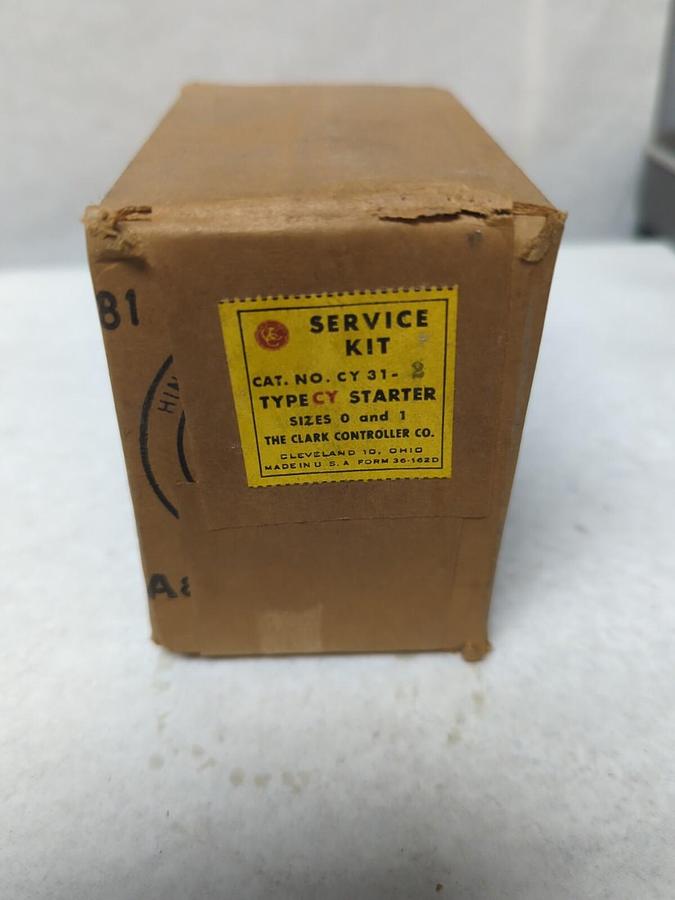 SERVICE
KIT
CAT. NO. CY 31-2
TYPE CY STARTER
SIZES 0 and 1
THE CLARK CONTROLLER CO.
CLEVELAND 10, OHIO
MADE IN U. S. A FORM 36-162D
81